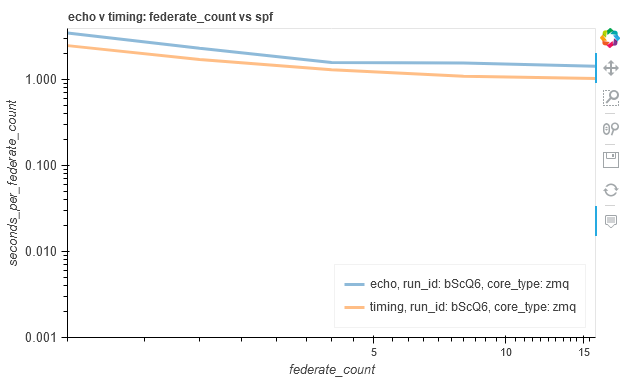 echo v timing: federate_count vs spf
1.000
0.100
0.010
0.001
seconds_per_federate_count
echo, run_id: bScQ6, core_type: zmq
timing, run_id: bScQ6, core_type: zmq
5
10
15
federate_count